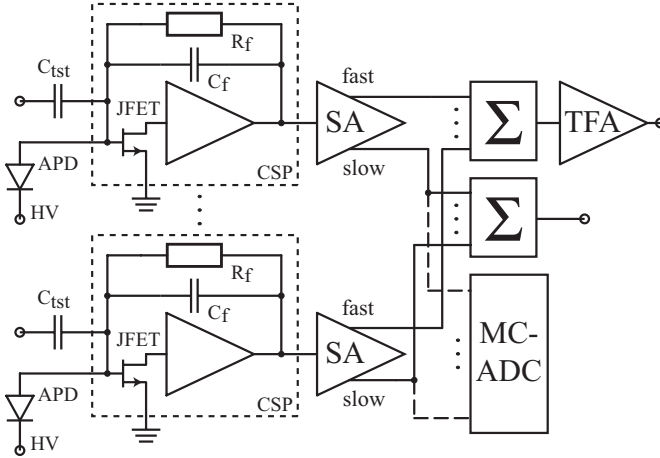 Rf
Cf
Ctst
JFET
fast
SA
slow
Σ
TFA
APD
HV
CSP
Σ
Rf
Cf
Ctst
JFET
fast
SA
slow
MC-
ADC
APD
HV
CSP